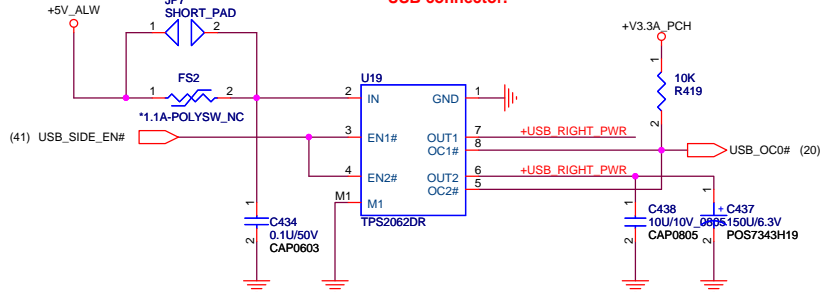 USB connector.
JP7
SHORT_PAD
+5V_ALW
1 2
+V3.3A_PCH
FS2
1 2
*1.1A-POLYSW_NC
U19
2 IN
GND 1
1
10K
R419
2
(41) USB_SIDE_EN#
3 EN1#
OUT1 7 +USB_RIGHT_PWR
OC1# 8
USB_OC0# (20)
4 EN2#
OUT2 6 +USB_RIGHT_PWR
OC2# 5
M1 M1
TPS2062DR
1
C434
0.1U/50V
CAP0603
2
1
C438
10U/10V_0805
CAP0805
2
1
+ C437
150U/6.3V
POS7343H19
2